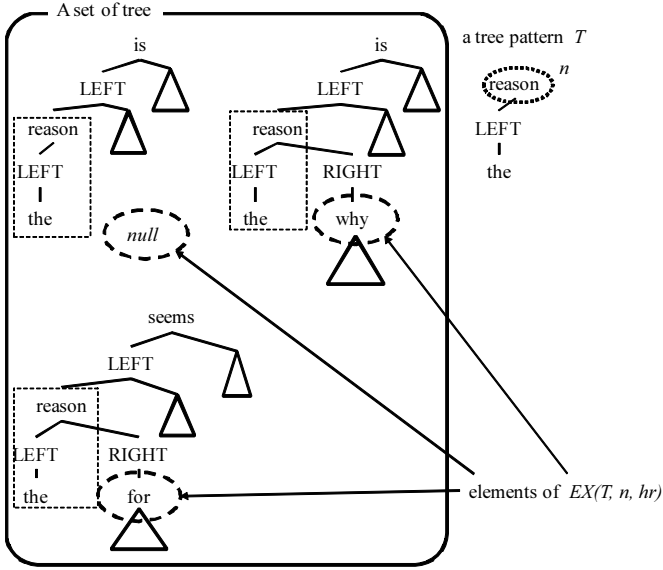 A set of tree
is
LEFT
reason
LEFT
the
null
is
LEFT
reason
LEFT RIGHT
the why
seems
LEFT
reason
LEFT RIGHT
the for
a tree pattern T
reason n
LEFT
the
elements of EX(T, n, hr)